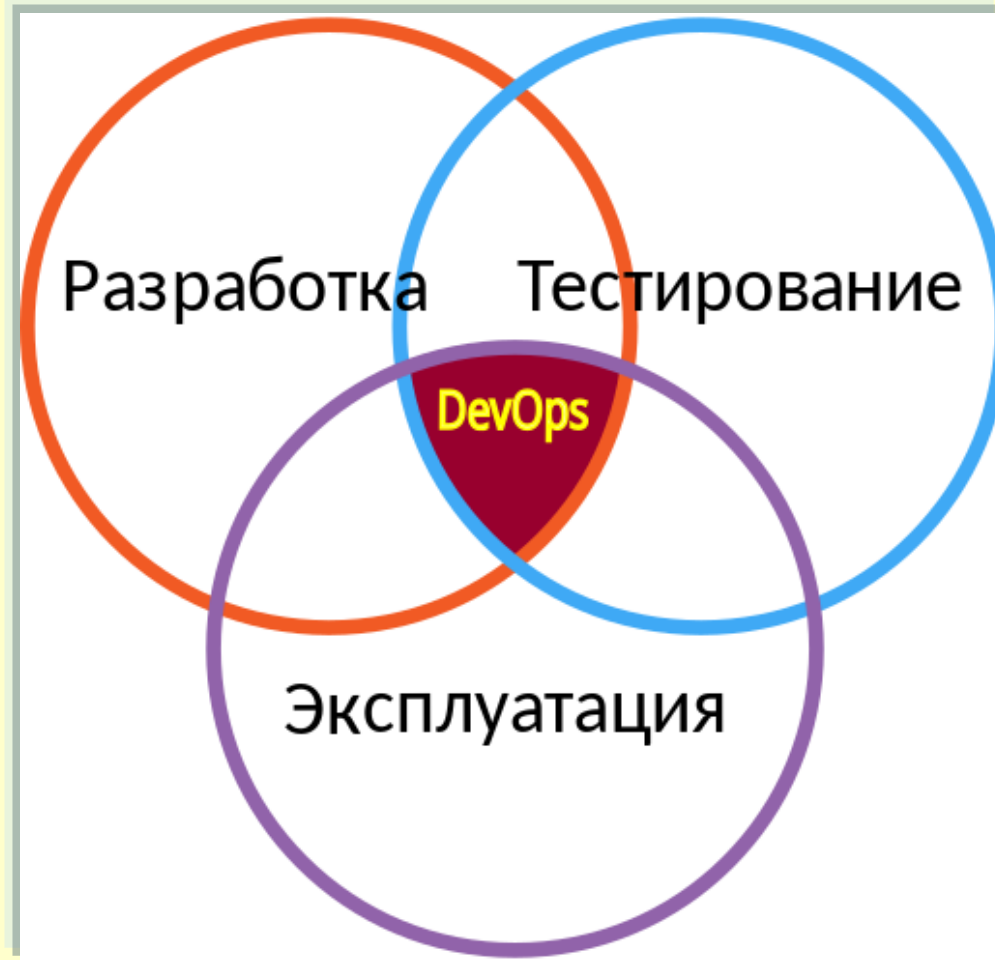 Разработка
Тестирование
DevOps
Эксплуатация